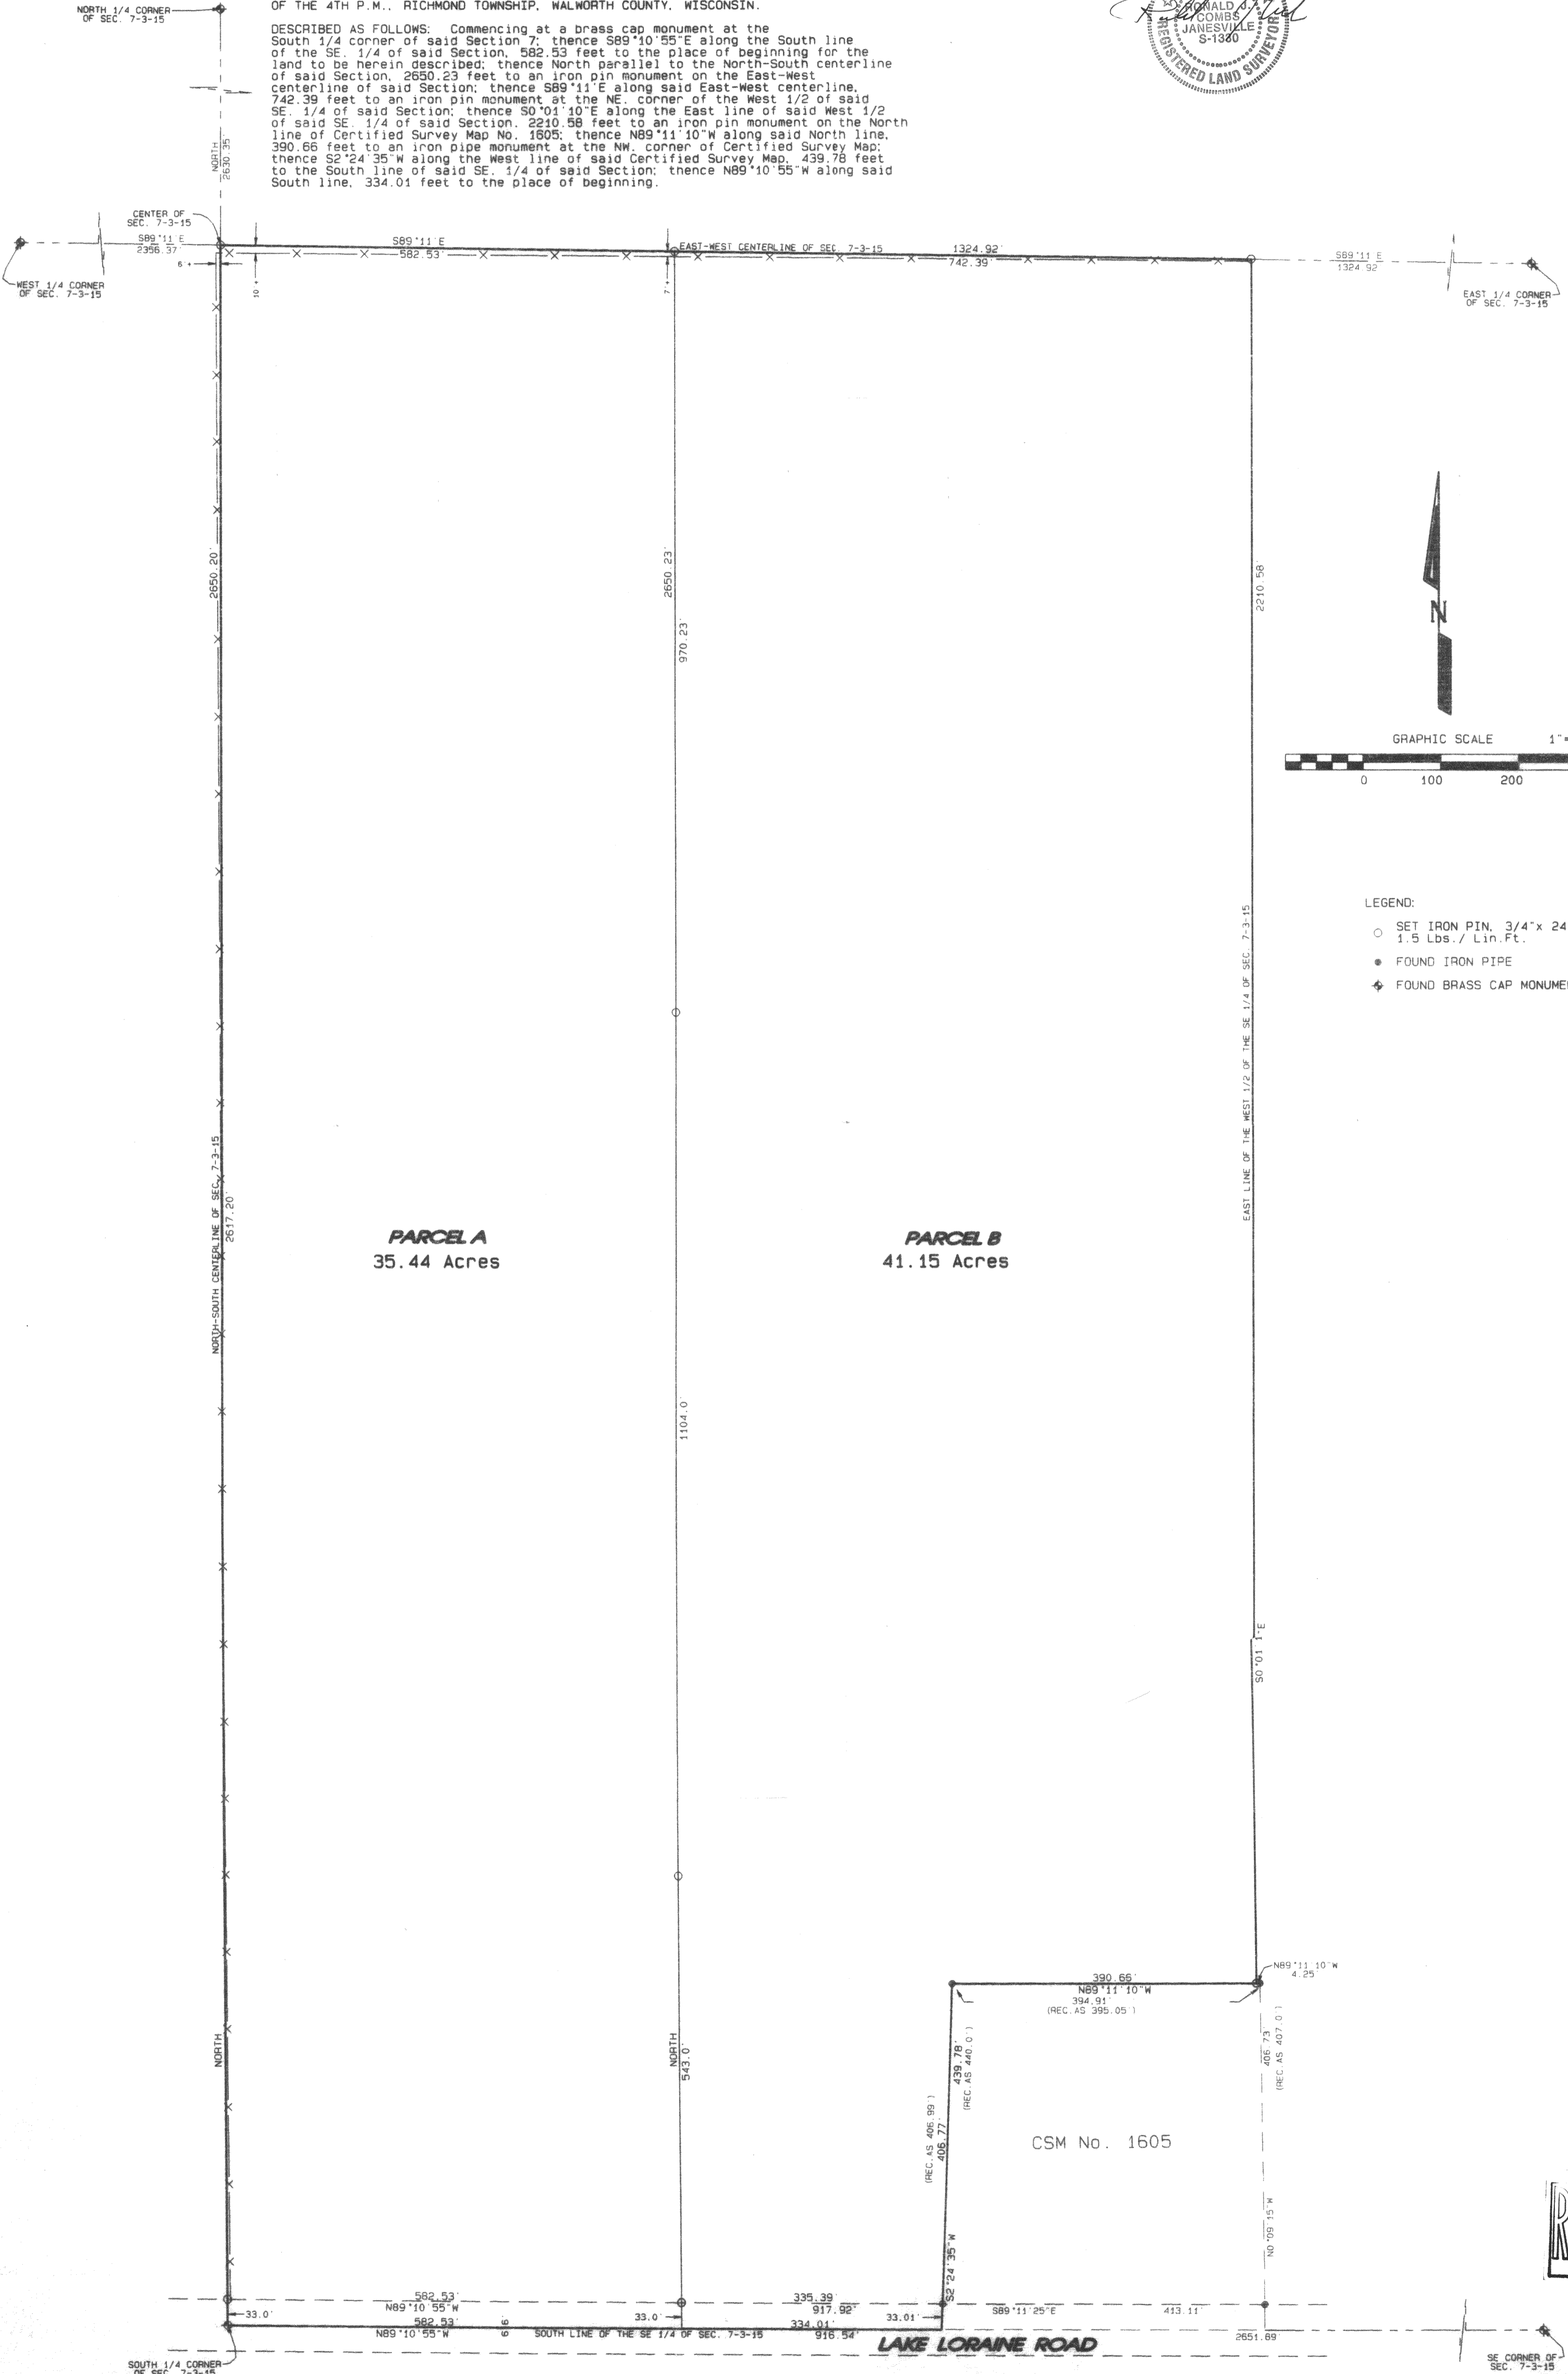 OF THE 4TH P.M., RICHMOND TOWNSHIP, WALWORTH COUNTY, WISCONSIN.
DESCRIBED AS FOLLOWS: Commencing at a brass cap monument at the
South 1/4 corner of said Section 7; thence S89°10'55"E along the South line
of the SE. 1/4 of said Section, 582.53 feet to the place of beginning for the
land to be herein described; thence North parallel to the North-South centerline
of said Section, 2650.23 feet to an iron pin monument on the East-West
centerline of said Section; thence S89°11'E along said East-West centerline,
742.39 feet to an iron pin monument at the NE. corner of the West 1/2 of said
SE. 1/4 of said Section; thence S0°01'10"E along the East line of said West 1/2
of said SE. 1/4 of said Section, 2210.58 feet to an iron pin monument on the North
line of Certified Survey Map No. 1605; thence N89°11'10"W along said North line,
390.66 feet to an iron pipe monument at the NW. corner of Certified Survey Map;
thence S2°24'35"W along the West line of said Certified Survey Map, 439.78 feet
to the South line of said SE. 1/4 of said Section; thence N89°10'55"W along said
South line, 334.01 feet to the place of beginning.
RONALD J.
COMBS
JANESVILLE
S-1330
REGISTERED LAND SURVEYOR
NORTH 1/4 CORNER
OF SEC. 7-3-15
NORTH
2630.35'
CENTER OF
SEC. 7-3-15
S89°11'E
2356.37'
WEST 1/4 CORNER
OF SEC. 7-3-15
S89°11'E
582.53'
EAST-WEST CENTERLINE OF SEC. 7-3-15
1324.92'
742.39'
S89°11'E
1324.92
EAST 1/4 CORNER
OF SEC. 7-3-15
2650.20'
2650.23'
970.23'
2210.58'
N
GRAPHIC SCALE
0 100 200
LEGEND:
SET IRON PIN, 3/4"x 24
1.5 Lbs./ Lin.Ft.
FOUND IRON PIPE
FOUND BRASS CAP MONUME
EAST LINE OF THE WEST 1/2 OF THE SE 1/4 OF SEC. 7-3-15
NORTH-SOUTH CENTERLINE OF SEC. 7-3-15
2617.20'
PARCEL A
35.44 Acres
PARCEL B
41.15 Acres
1104.0'
N89°11'10"W
4.25'
390.66'
N89°11'10"W
394.91'
(REC.AS 395.05')
NORTH
NORTH
543.0'
439.78'
(REC.AS 440.0')
(REC.AS 406.99')
406.77'
406.73'
(REC.AS 407.0')
CSM No. 1605
S2°24'35"W
N0°09'15"W
582.53'
N89°10'55"W
335.39'
917.92'
S89°11'25"E
413.11'
33.0'
33.0'
33.01'
582.53'
N89°10'55"W
SOUTH LINE OF THE SE 1/4 OF SEC. 7-3-15
334.01'
916.54'
LAKE LORAINE ROAD
2651.69
SOUTH 1/4 CORNER
OF SEC. 7-3-15
SE CORNER OF
SEC. 7-3-15